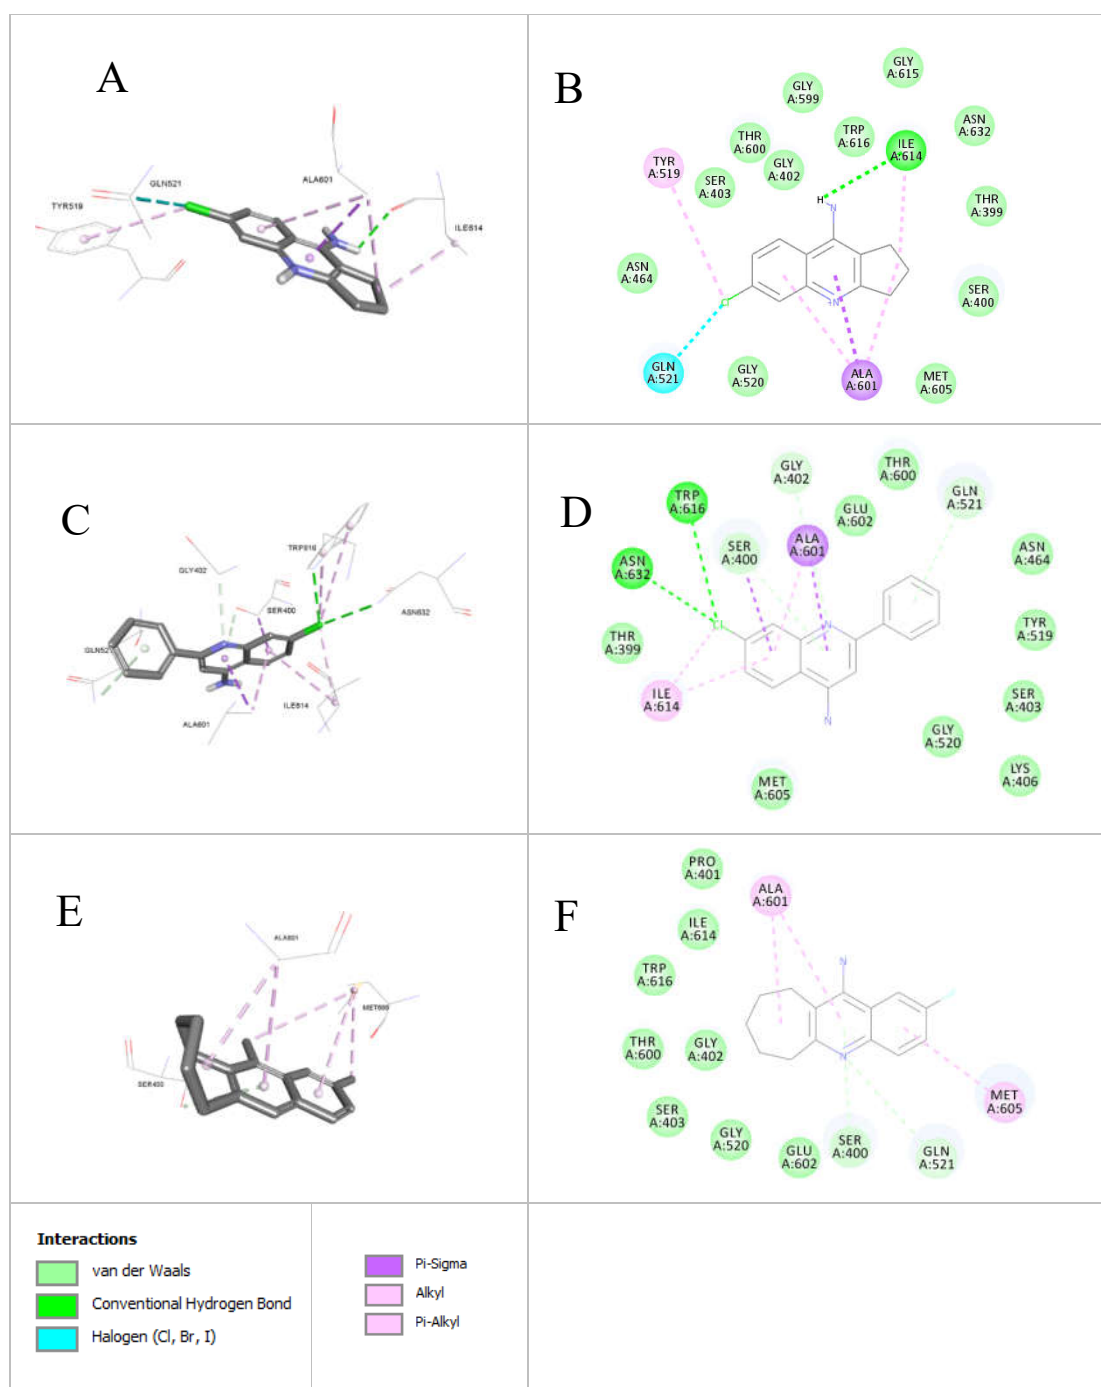 A
GLN521
TYR519
ALA601
ILE614
B
GLY
A:615
GLY
A:599
ASN
A:632
THR
A:600
TRP
A:616
ILE
A:614
TYR
A:519
GLY
A:402
SER
A:403
THR
A:399
H
N
ASN
A:464
SER
A:400
Cl
N
H
GLN
A:521
GLY
A:520
ALA
A:601
MET
A:605
C
TRP616
GLY402
SER400
ASN632
ALA601
ILE614
D
GLY
A:402
THR
A:600
GLN
A:521
TRP
A:616
GLU
A:602
SER
A:400
ALA
A:601
ASN
A:632
ASN
A:464
Cl
N
THR
A:399
TYR
A:519
ILE
A:614
SER
A:403
N
GLY
A:520
LYS
A:406
MET
A:605
E
ALA601
SER400
F
PRO
A:401
ALA
A:601
ILE
A:614
TRP
A:616
N
THR
A:600
GLY
A:402
N
MET
A:605
SER
A:403
GLY
A:520
GLU
A:602
SER
A:400
GLN
A:521
Interactions
van der Waals
Conventional Hydrogen Bond
Halogen (Cl, Br, I)
Pi-Sigma
Alkyl
Pi-Alkyl